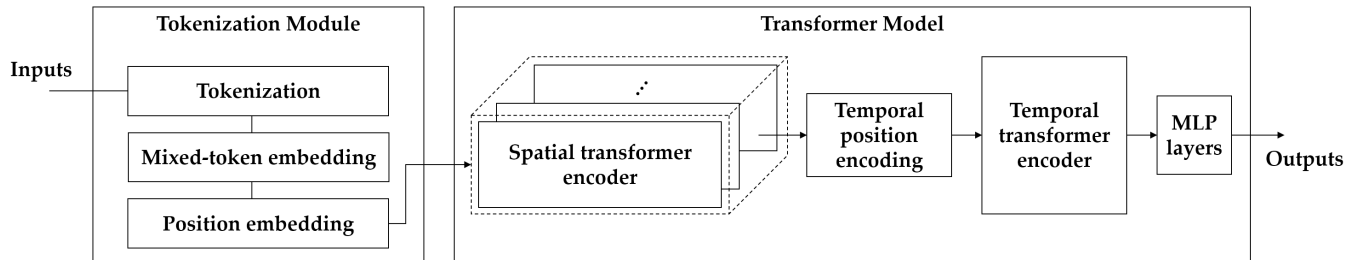 Tokenization Module
Inputs
Tokenization
Mixed-token embedding
Position embedding
Transformer Model
Spatial transformer
encoder
Temporal
position
encoding
Temporal
transformer
encoder
MLP
layers
Outputs